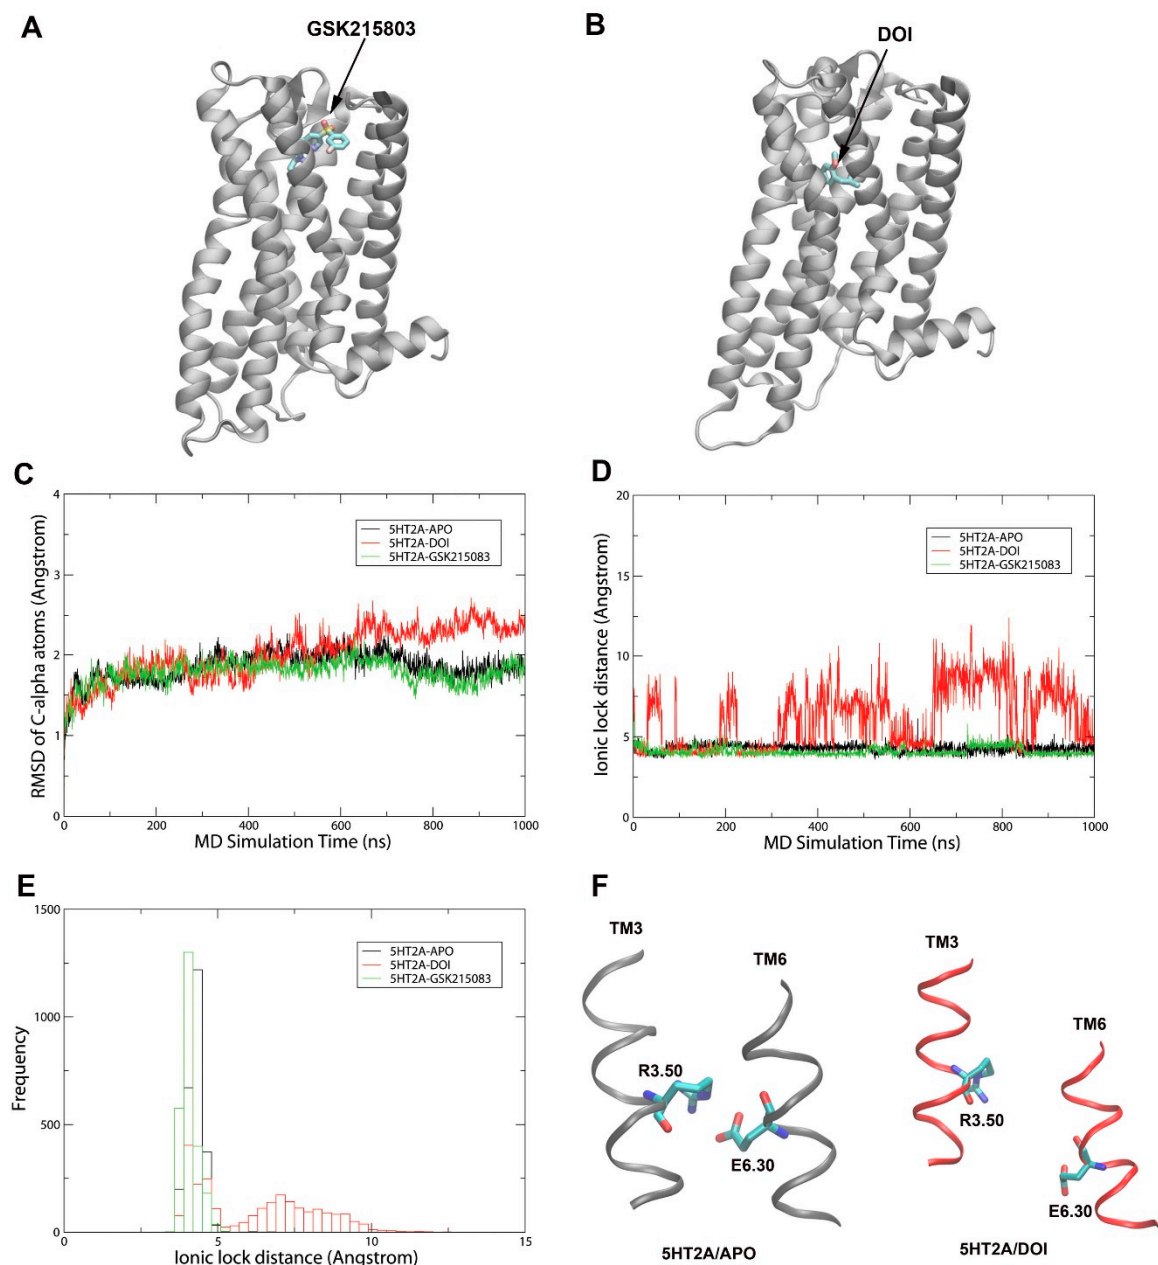 A
GSK215803
B
DOI
C
RMSD of C-alpha atoms (Angstrom)
4
3
2
1
0
5HT2A-APO
5HT2A-DOI
5HT2A-GSK215083
0
200
400
600
800
1000
MD Simulation Time (ns)
D
Ionic lock distance (Angstrom)
20
15
10
5
0
5HT2A-APO
5HT2A-DOI
5HT2A-GSK215083
0
200
400
600
800
1000
MD Simulation Time (ns)
E
Frequency
1500
1000
500
0
5HT2A-APO
5HT2A-DOI
5HT2A-GSK215083
0
5
10
15
Ionic lock distance (Angstrom)
F
TM3
TM6
R3.50
E6.30
5HT2A/APO
TM3
TM6
R3.50
E6.30
5HT2A/DOI